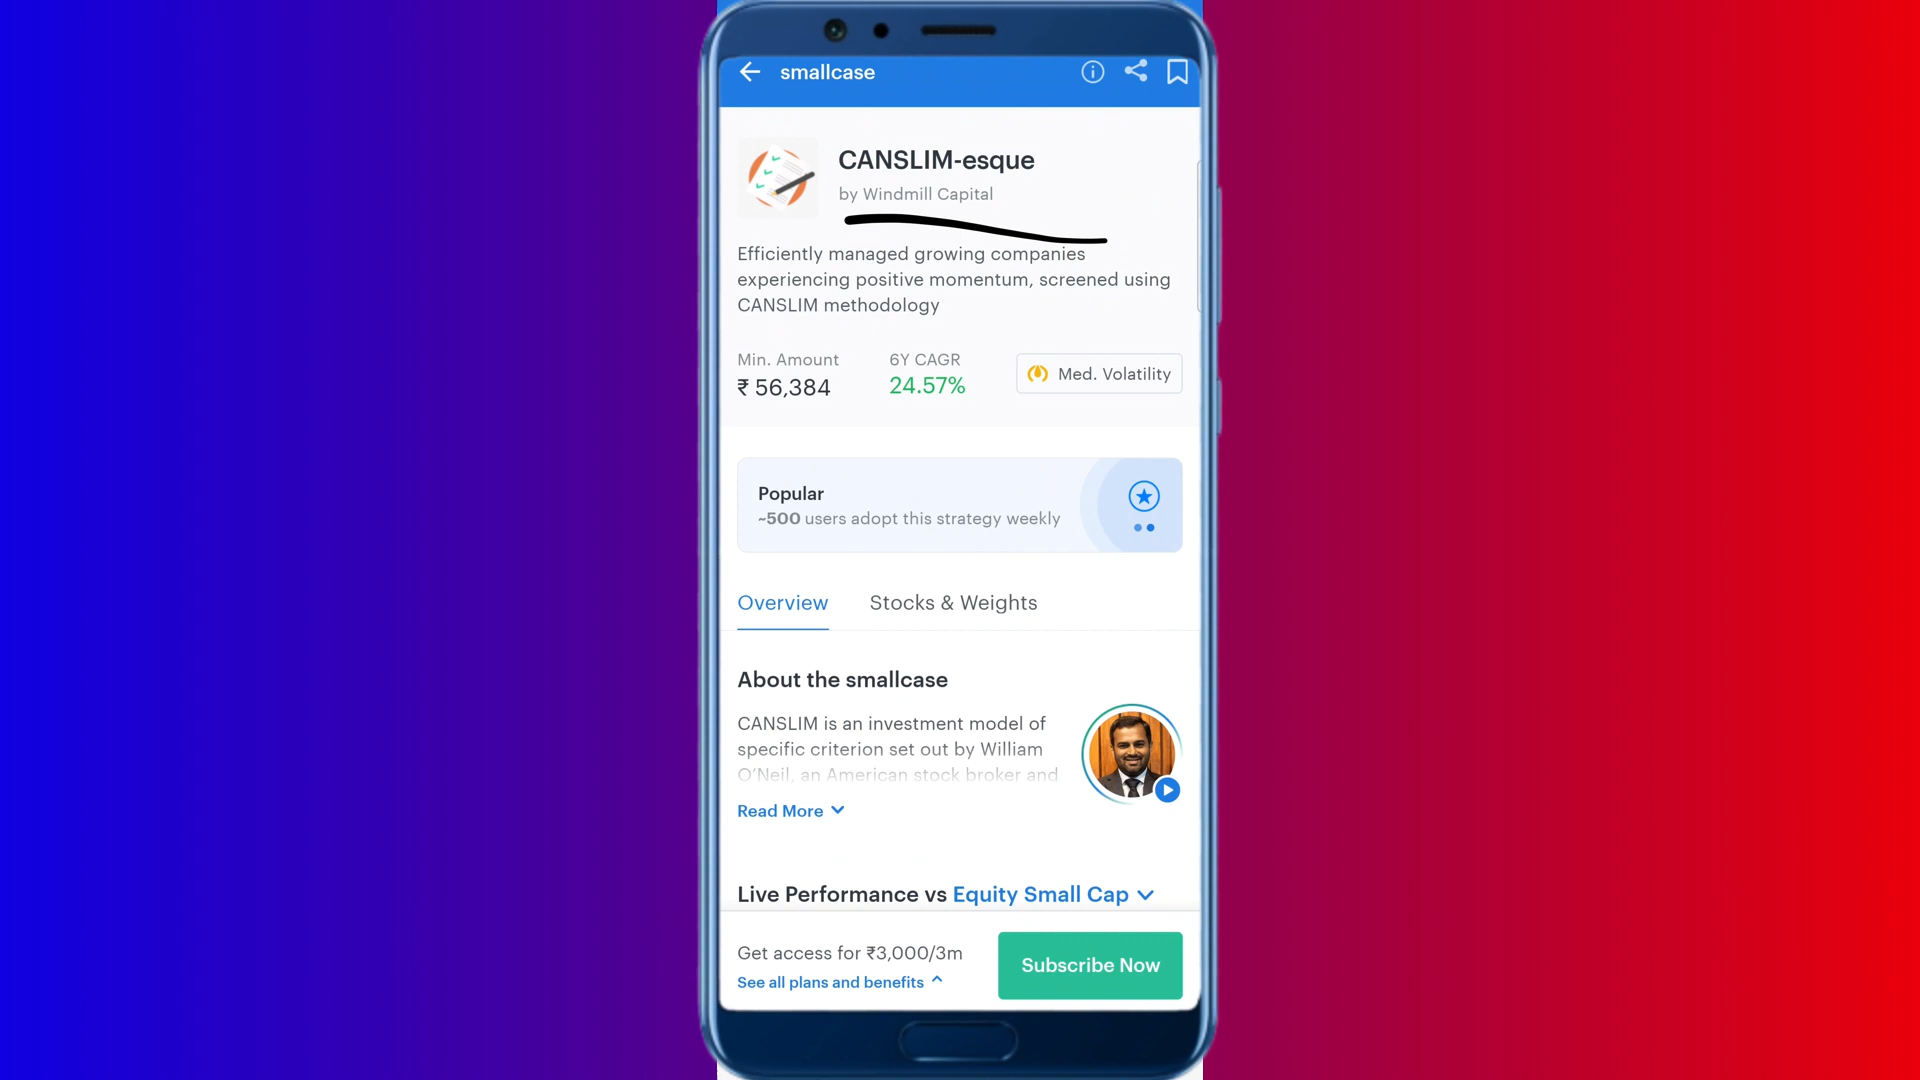 smallcase
CANSLIM-esque
by Windmill Capital
Efficiently managed growing companies
experiencing positive momentum, screened using
CANSLIM methodology
Min. Amount
₹ 56,384
6Y CAGR
24.57%
Med. Volatility
Popular
~500 users adopt this strategy weekly
Overview
Stocks & Weights
About the smallcase
CANSLIM is an investment model of
specific criterion set out by William
O’Neil, an American stock broker and
Read More
Live Performance vs Equity Small Cap
Get access for ₹3,000/3m
See all plans and benefits
Subscribe Now